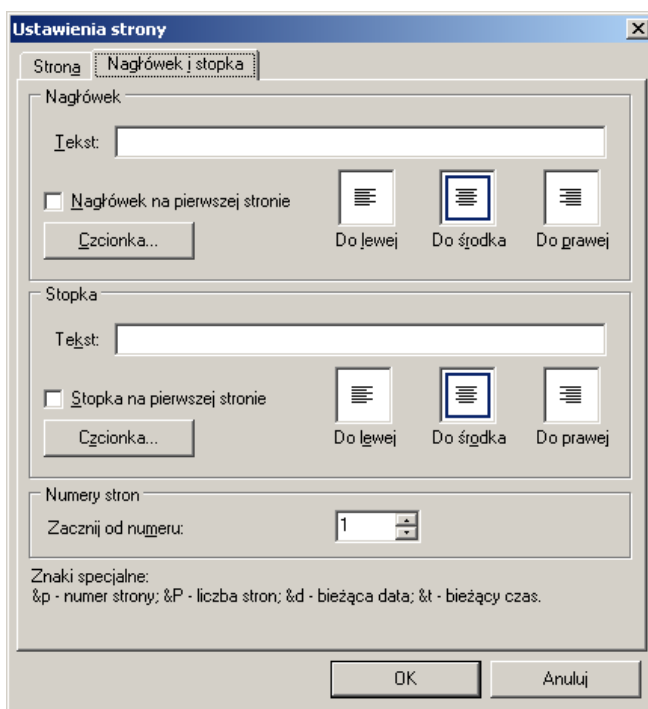 Ustawienia strony
Strona Nagłówek i stopka
Nagłówek
Tekst:
Nagłówek na pierwszej stronie
Czcionka... Do lewej Do środka Do prawej
Stopka
Tekst:
Stopka na pierwszej stronie
Czcionka... Do lewej Do środka Do prawej
Numery stron
Zacznij od numeru: 1
Znaki specjalne:
&p - numer strony; &P - liczba stron; &d - bieżąca data; &t - bieżący czas.
OK Anuluj